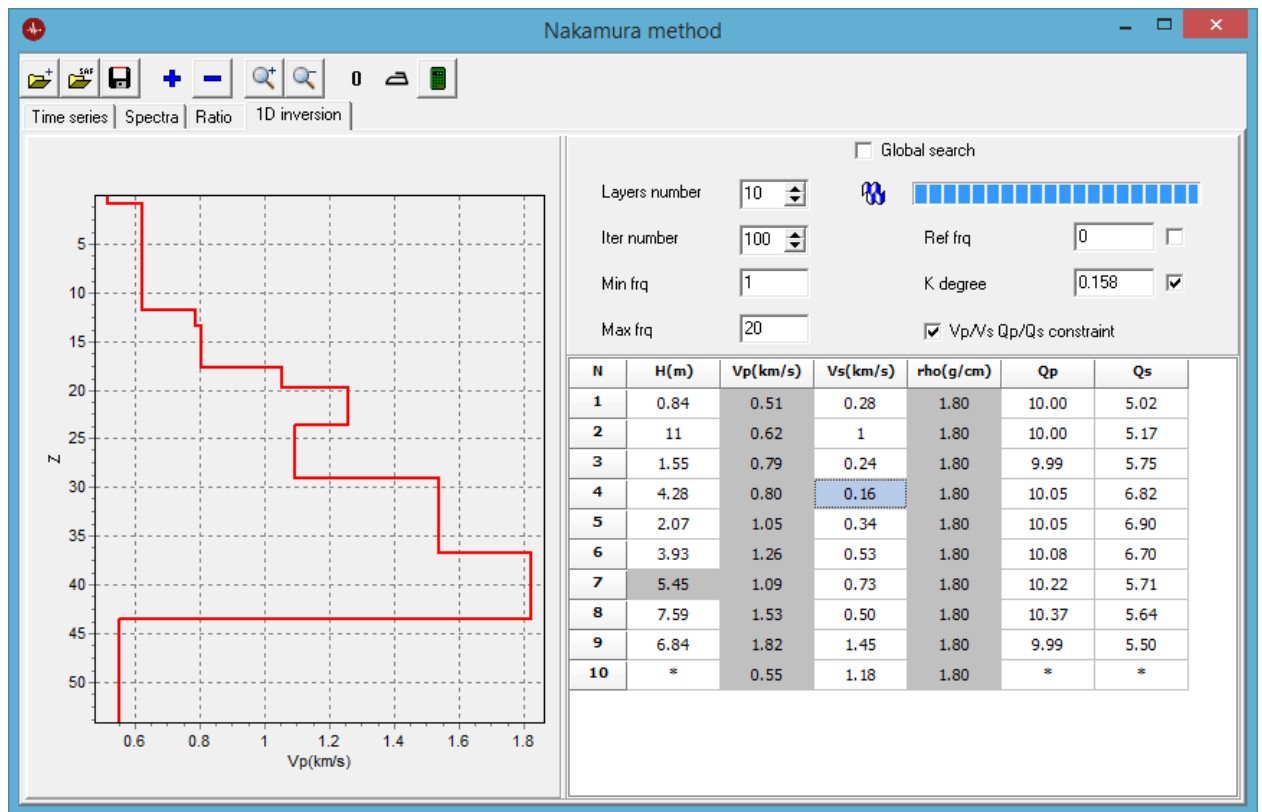 Nakamura method
SAF
0
Time series Spectra Ratio 1D inversion
Global search
Layers number 10
Iter number 100 Ref frq 0
Min frq 1 K degree 0.158
Max frq 20 Vp/Vs Qp/Qs constraint
N H(m) Vp(km/s) Vs(km/s) rho(g/cm) Qp Qs
1 0.84 0.51 0.28 1.80 10.00 5.02
2 11 0.62 1 1.80 10.00 5.17
3 1.55 0.79 0.24 1.80 9.99 5.75
4 4.28 0.80 0.16 1.80 10.05 6.82
5 2.07 1.05 0.34 1.80 10.05 6.90
6 3.93 1.26 0.53 1.80 10.08 6.70
7 5.45 1.09 0.73 1.80 10.22 5.71
8 7.59 1.53 0.50 1.80 10.37 5.64
9 6.84 1.82 1.45 1.80 9.99 5.50
10 * 0.55 1.18 1.80 * *
5
10
15
20
25
30
35
40
45
50
Z
0.6 0.8 1 1.2 1.4 1.6 1.8
Vp(km/s)